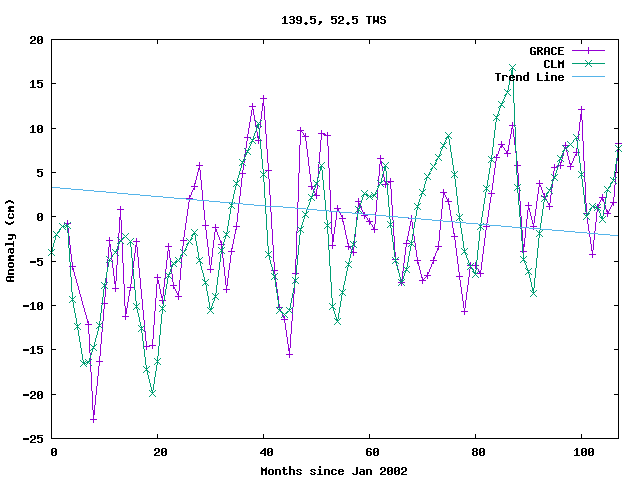 139.5, 52.5 TWS
GRACE
CLM
Trend Line
20
15
10
5
0
-5
-10
-15
-20
-25
Anomaly (cm)
0 20 40 60 80 100
Months since Jan 2002